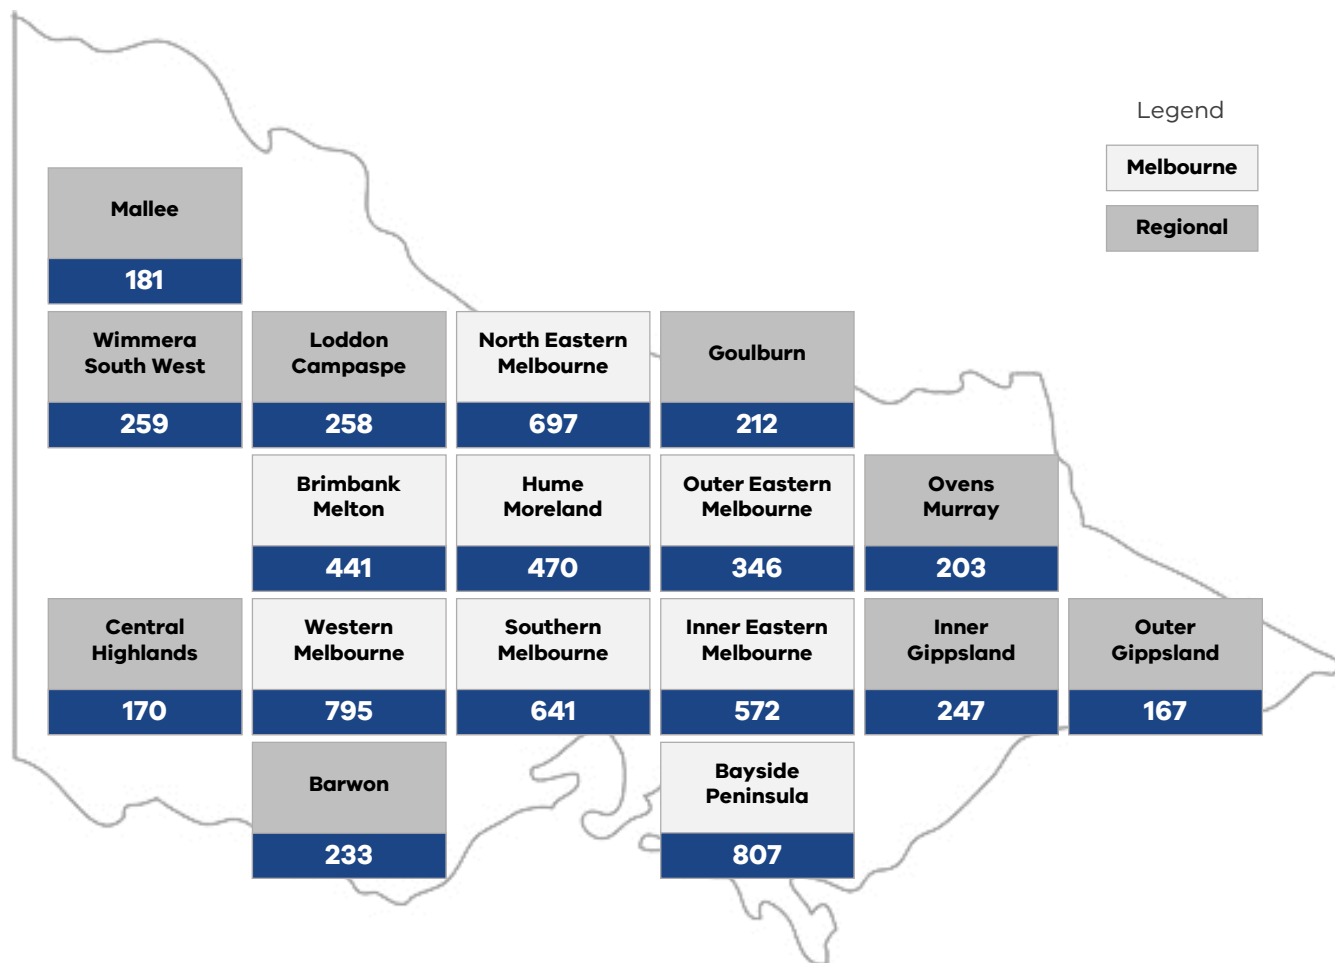 Legend
Melbourne
Regional
Mallee
181
Wimmera
South West
259
Loddon
Campaspe
258
North Eastern
Melbourne
697
Goulburn
212
Brimbank
Melton
441
Hume
Moreland
470
Outer Eastern
Melbourne
346
Ovens
Murray
203
Central
Highlands
170
Western
Melbourne
795
Southern
Melbourne
641
Inner Eastern
Melbourne
572
Inner
Gippsland
247
Outer
Gippsland
167
Barwon
233
Bayside
Peninsula
807